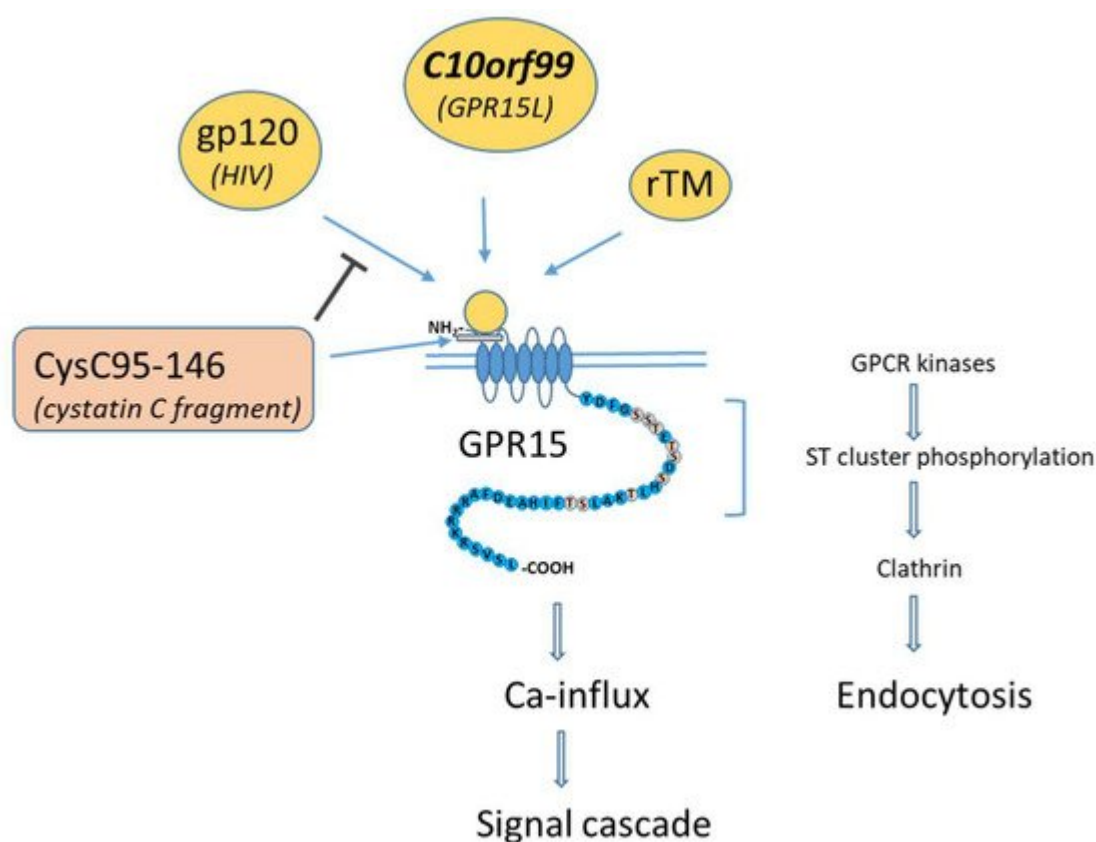 C10orf99
(GPR15L)
gp120
(HIV)
rTM
NH₂-
CysC95-146
(cystatin C fragment)
GPR15
-COOH
Ca-influx
Signal cascade
GPCR kinases
ST cluster phosphorylation
Clathrin
Endocytosis